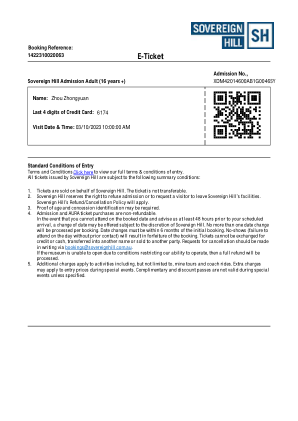 SOVEREIGN
HILL
SH
Booking Reference:
1422310020063
E-Ticket
Sovereign Hill Admission Adult (16 years +)
Admission No.,
Name: Zhou Zhongyuan
Last 4 digits of Credit Card: 6174
Visit Date & Time: 03/10/2023 10:00:00 AM
Standard Conditions of Entry
Terms and Conditions Click here to view our full terms & conditions of entry.
All tickets issued by Sovereign Hill are subject to the following summary conditions:
1. Tickets are sold on behalf of Sovereign Hill. The ticket is not transferable.
2. Sovereign Hill reserves the right to refuse admission or to request a visitor to leave Sovereign Hill's facilities.
Sovereign Hill's Refund/Cancellation Policy will apply.
3. Proof of age and concession identification may be required.
4. Admission and AURA ticket purchases are non-refundable.
In the event that you cannot attend on the booked date and advise us at least 48 hours prior to your scheduled
arrival, a change of date may be offered subject to the discretion of Sovereign Hill. No more than one date change
will be processed per booking. Date changes must be within 6 months of the initial booking. No-shows (failure to
attend on the day without prior contact) will result in forfeiture of the booking. Tickets cannot be exchanged for
credit or cash, transferred into another name or sold to another party. Requests for cancellation should be made
in writing via bookings@sovereignhill.com.au.
If the museum is unable to open due to conditions restricting our ability to operate, then a full refund will be
processed.
5. Additional charges apply to activities including, but not limited to, mine tours and coach rides. Extra charges
may apply to entry prices during special events. Complimentary and discount passes are not valid during special
events unless specified.